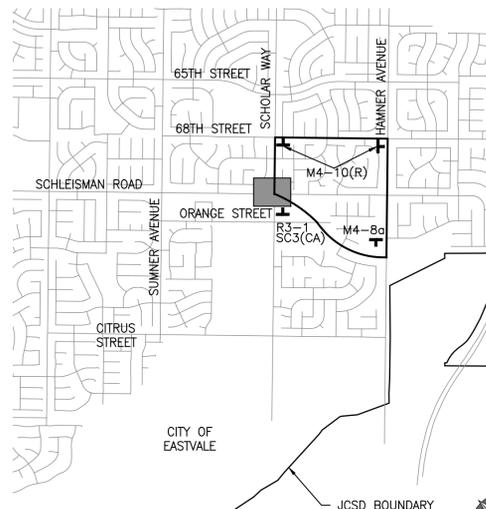 65TH STREET
SCHOLAR WAY
HAMNER AVENUE
68TH STREET
M4-10(R)
SCHLEISMAN ROAD
ORANGE STREET
R3-1
SC3(CA)
M4-8a
SUMNER AVENUE
CITRUS
STREET
CITY OF
EASTVALE
JCSD BOUNDARY